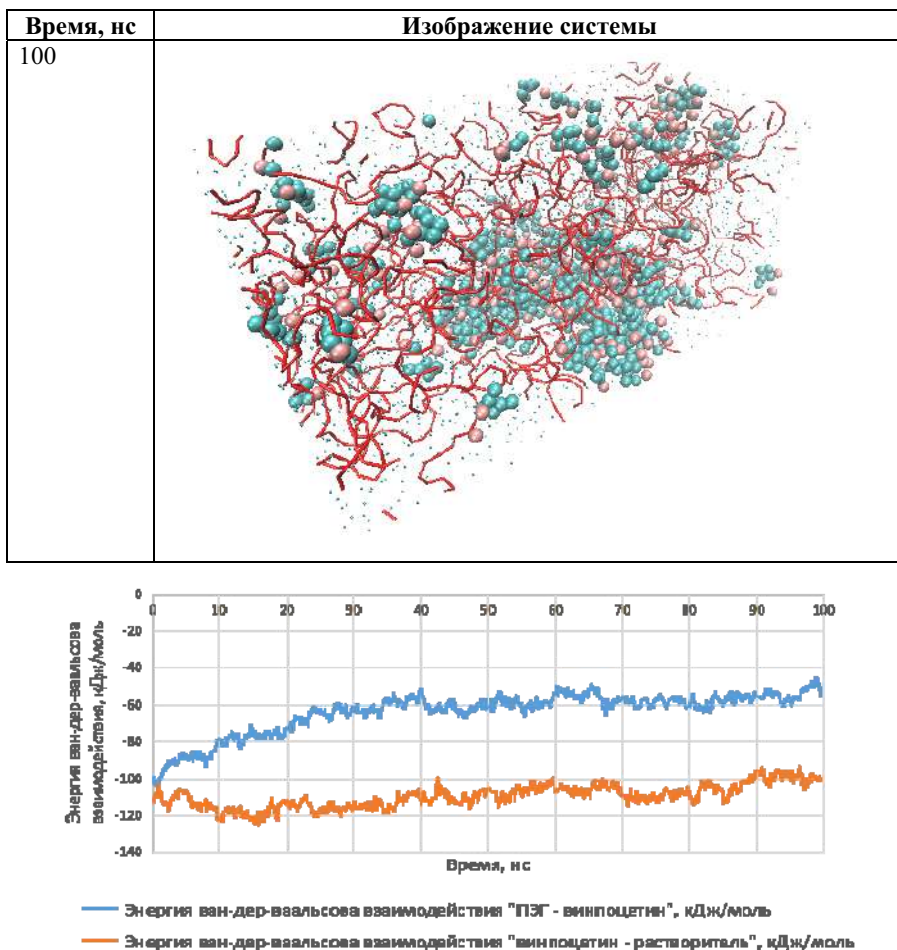 Время, нс Изображение системы
100
0
0 10 20 30 40 50 60 70 80 90 100
-20
-40
-60
-80
-100
-120
-140
Энергия ван-дер-ваальсова
взаимодействия, кДж/моль
Время, нс
Энергия ван-дер-ваальсова взаимодействия "ПЭГ - винпоцетин", кДж/моль
Энергия ван-дер-ваальсова взаимодействия "винпоцетин - растворитель", кДж/моль